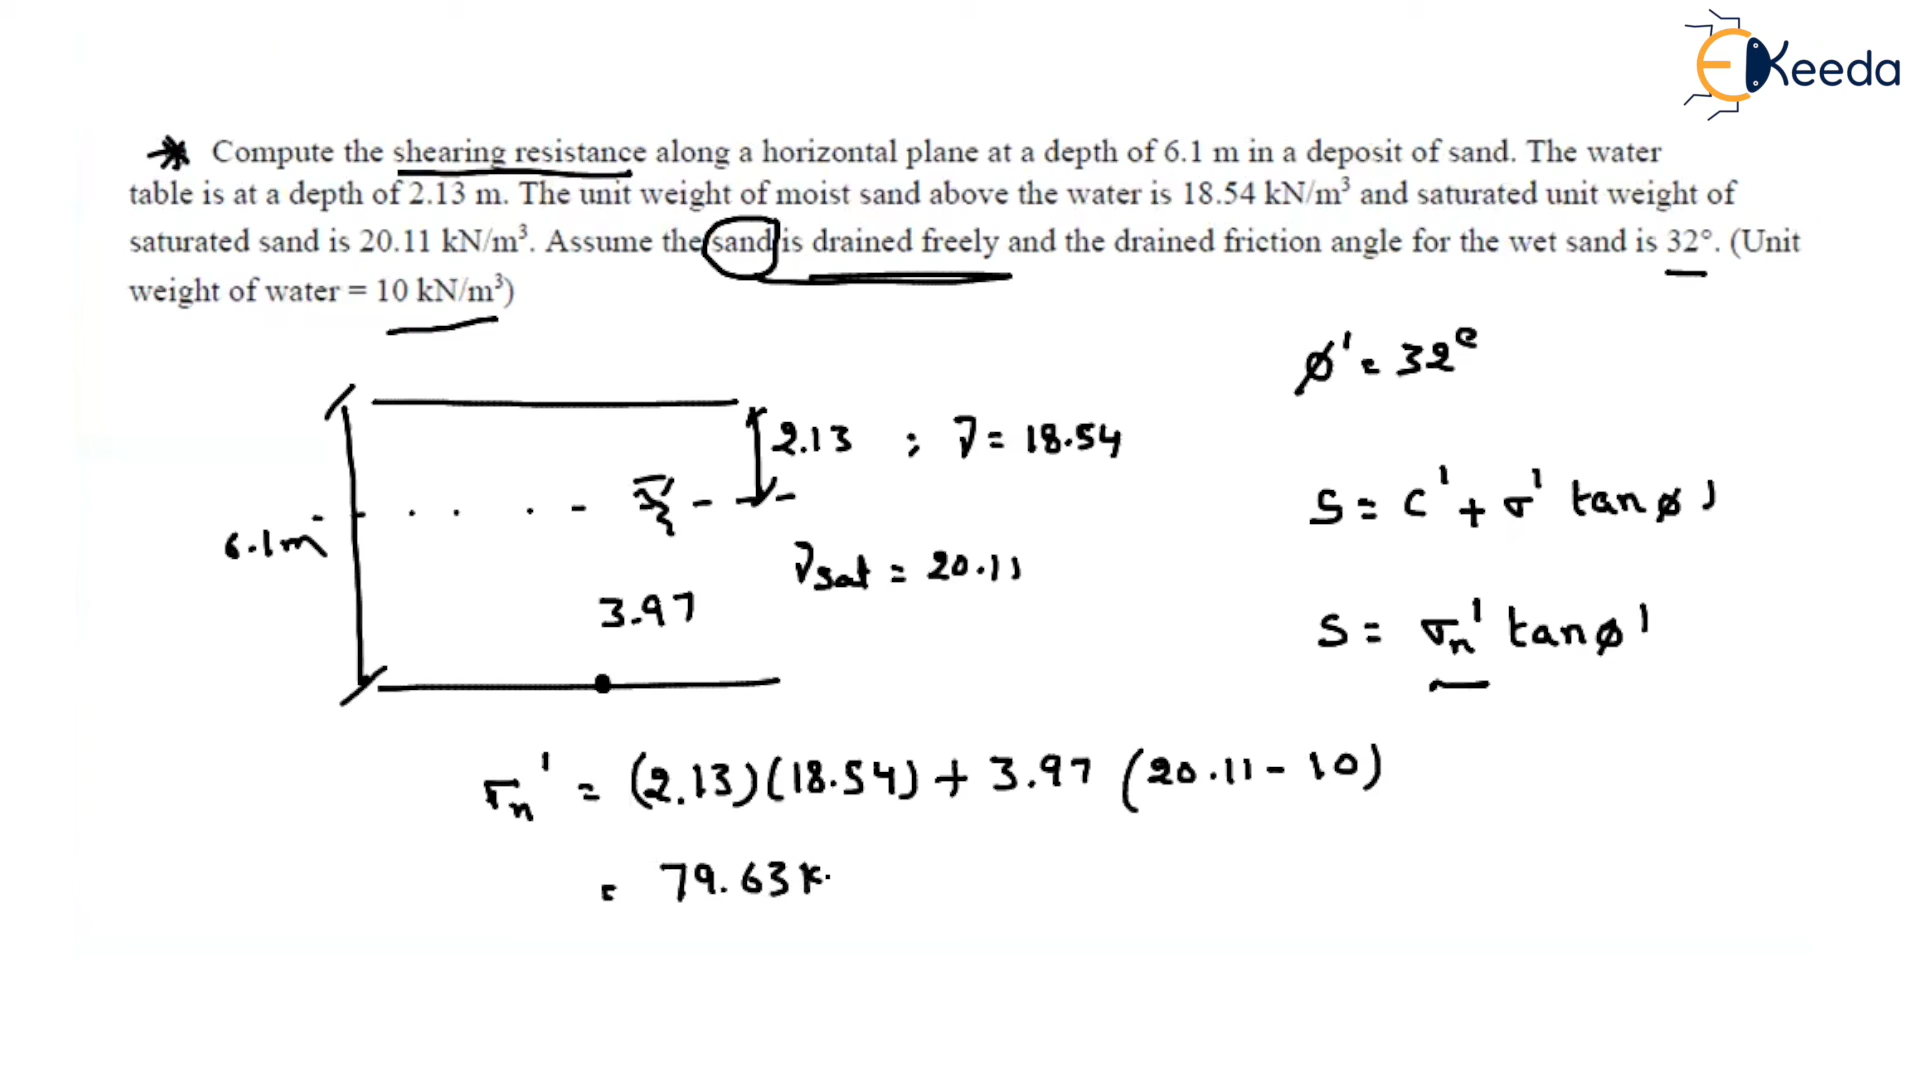 EKeeda
Compute the shearing resistance along a horizontal plane at a depth of 6.1 m in a deposit of sand. The water
table is at a depth of 2.13 m. The unit weight of moist sand above the water is 18.54 kN/m³ and saturated unit weight of
saturated sand is 20.11 kN/m³. Assume the sand is drained freely and the drained friction angle for the wet sand is 32°. (Unit
weight of water = 10 kN/m³)
ϕ' = 32°
2.13 ; γ = 18.54
S = c' + σ' tan ϕ'
6.1m
γsat = 20.11
3.97
S = σn' tan ϕ'
σn' = (2.13)(18.54) + 3.97 (20.11 - 10)
= 79.63 k